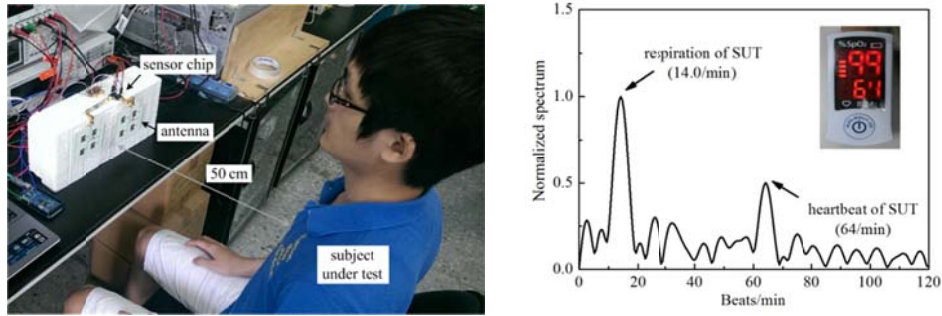 sensor chip
antenna
50 cm
subject
under test
1.5
1.0
0.5
0.0
Normalized spectrum
respiration of SUT
(14.0/min)
heartbeat of SUT
(64/min)
%SpO₂
99
64
0
20
40
60
80
100
120
Beats/min